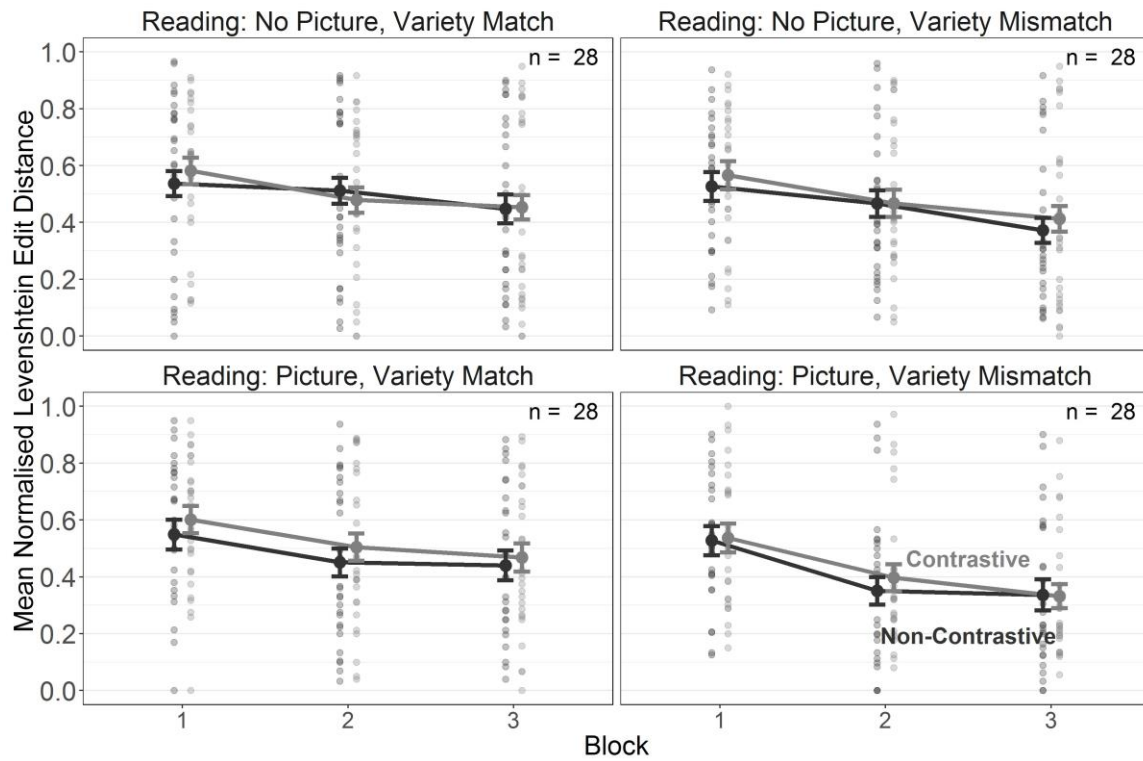 Reading: No Picture, Variety Match
Reading: No Picture, Variety Mismatch
n = 28
n = 28
1.0
0.8
0.6
0.4
0.2
0.0
Reading: Picture, Variety Match
Reading: Picture, Variety Mismatch
n = 28
n = 28
1.0
0.8
0.6
0.4
0.2
0.0
Contrastive
Non-Contrastive
1 2 3
1 2 3
Block
Mean Normalised Levenshtein Edit Distance